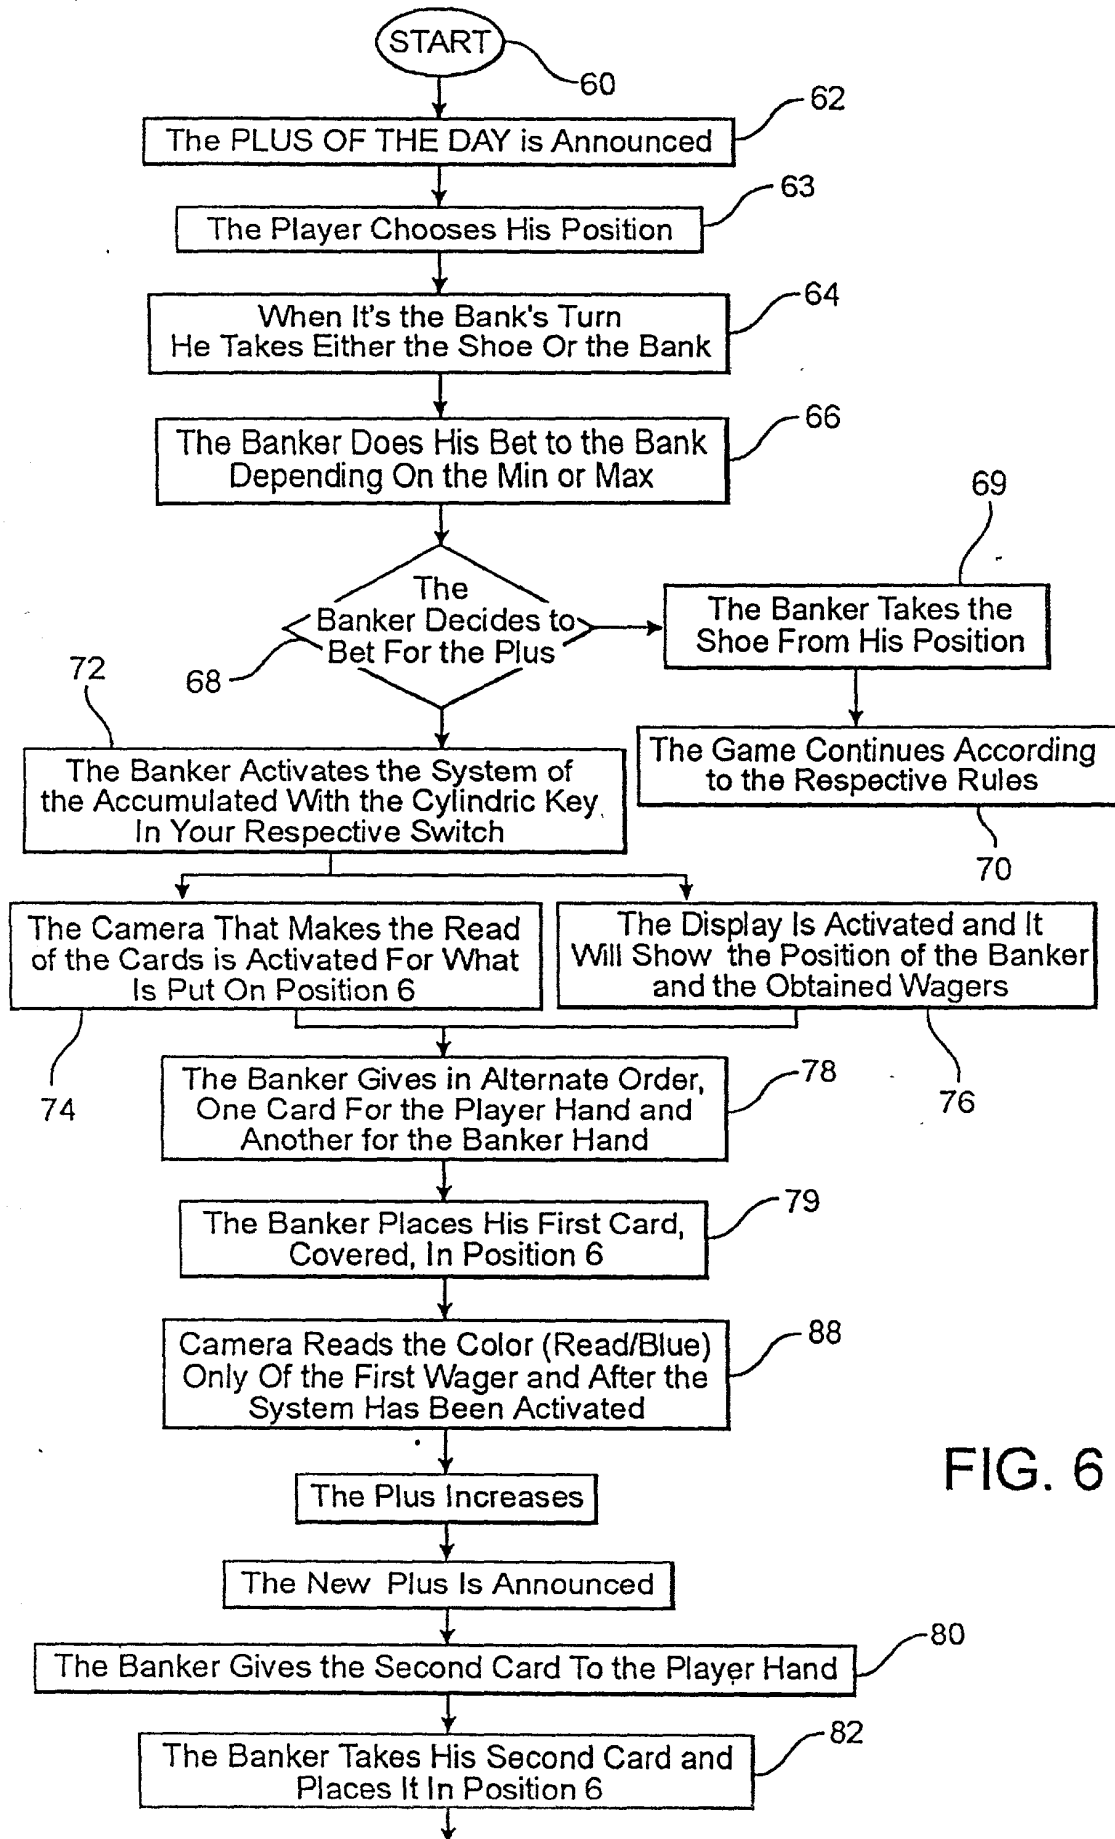 START
60
62
The PLUS OF THE DAY is Announced
63
The Player Chooses His Position
64
When It's the Bank's Turn
He Takes Either the Shoe Or the Bank
66
The Banker Does His Bet to the Bank
Depending On the Min or Max
69
The
Banker Decides to
Bet For the Plus
68
The Banker Takes the
Shoe From His Position
72
The Banker Activates the System of
the Accumulated With the Cylindric Key
In Your Respective Switch
The Game Continues According
to the Respective Rules
70
The Camera That Makes the Read
of the Cards is Activated For What
Is Put On Position 6
74
The Display Is Activated and It
Will Show the Position of the Banker
and the Obtained Wagers
76
The Banker Gives in Alternate Order,
One Card For the Player Hand and
Another for the Banker Hand
78
79
The Banker Places His First Card,
Covered, In Position 6
88
Camera Reads the Color (Read/Blue)
Only Of the First Wager and After the
System Has Been Activated
FIG. 6
The Plus Increases
The New Plus Is Announced
80
The Banker Gives the Second Card To the Player Hand
82
The Banker Takes His Second Card and
Places It In Position 6